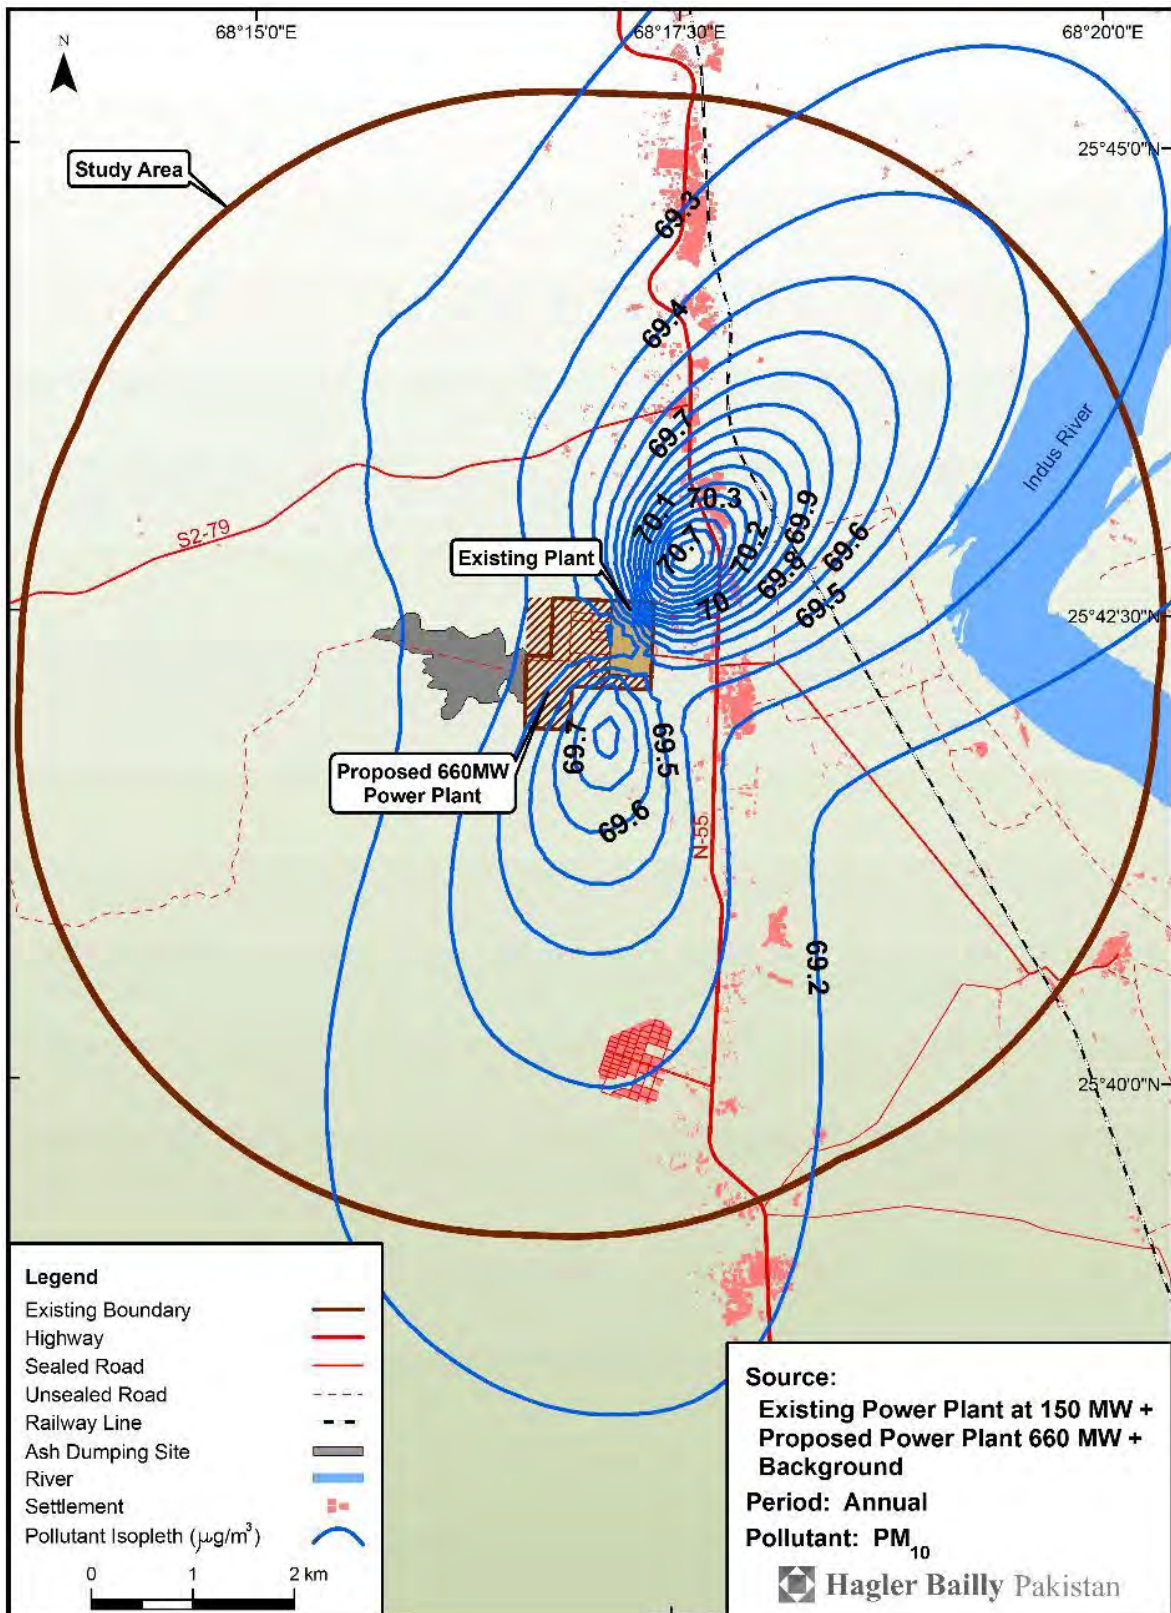 N
68°15'0"E
68°17'30"E
68°20'0"E
25°45'0"N
Study Area
69.3
69.4
Indus River
69.7
70.3
69.9
70.1
S2-79
70.2
69.6
70.7
69.8
Existing Plant
69.5
70
25°42'30"N
69.7
69.5
Proposed 660MW
Power Plant
69.6
N-55
69.2
25°40'0"N
Legend
Existing Boundary
Highway
Sealed Road
Unsealed Road
Railway Line
Ash Dumping Site
River
Settlement
Pollutant Isopleth (μg/m³)
0 1 2 km
Source:
Existing Power Plant at 150 MW +
Proposed Power Plant 660 MW +
Background
Period: Annual
Pollutant: PM10
Hagler Bailly Pakistan